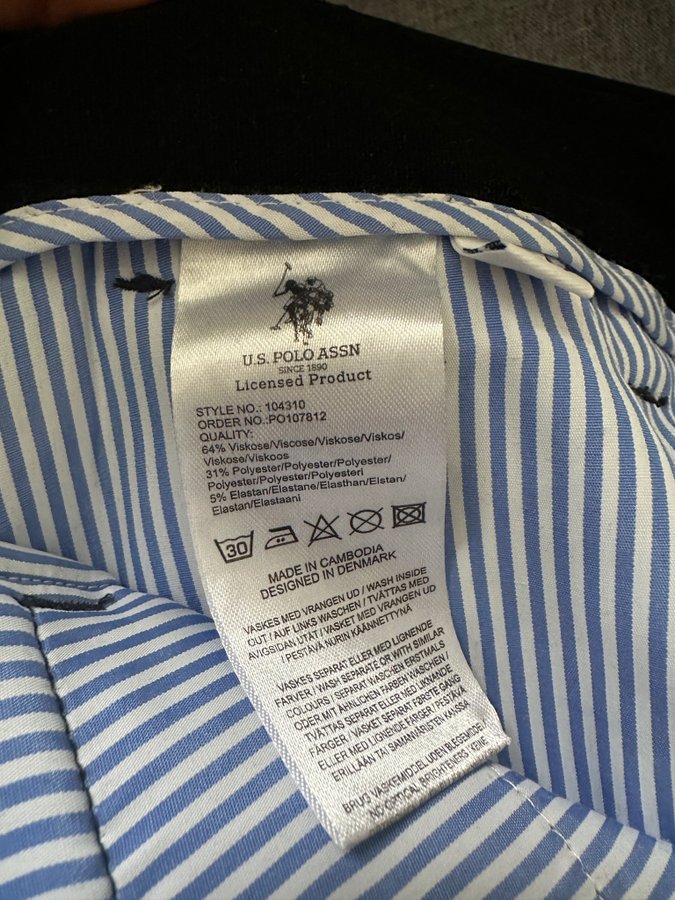 U.S. POLO ASSN
SINCE 1890
Licensed Product
STYLE NO.: 104310
ORDER NO.:PO107812
QUALITY:
64% Viskose/Viscose/Viskose/Viskos/
Viskose/Viskoos
31% Polyester/Polyester/Polyester/
Polyester/Polyester/Polyesteri
5% Elastan/Elastane/Elasthan/Elstan/
Elastan/Elastaani
30
MADE IN CAMBODIA
DESIGNED IN DENMARK
VASKES MED VRANGEN UD / WASH INSIDE
OUT / AUF LINKS WASCHEN / TVÄTTAS MED
AVIGSIDAN UTÅT / VASKET MED VRANGEN UD
/ PESTÄVÄ NURIN KÄÄNNETTYNÄ
VASKES SEPARAT ELLER MED LIGNENDE
FARVER / WASH SEPARATE OR WITH SIMILAR
COLOURS / SEPARAT WASCHEN ERSTMALS
ODER MIT ÄHNLICHEN FARBEN WASCHEN /
TVÄTTAS SEPARAT ELLER MED LIKNANDE
FÄRGER / VASKET SEPARAT FØRSTE GANG
ELLER MED LIGNENDE FARGER / PESTÄVÄ
ERILLÄÄN TAI SAMANVÄRISTEN KANSSA
BRUG VASKEMIDDEL UDEN BLEGEMIDDEL /
NO OPTICAL BRIGHTENERS / KEINE